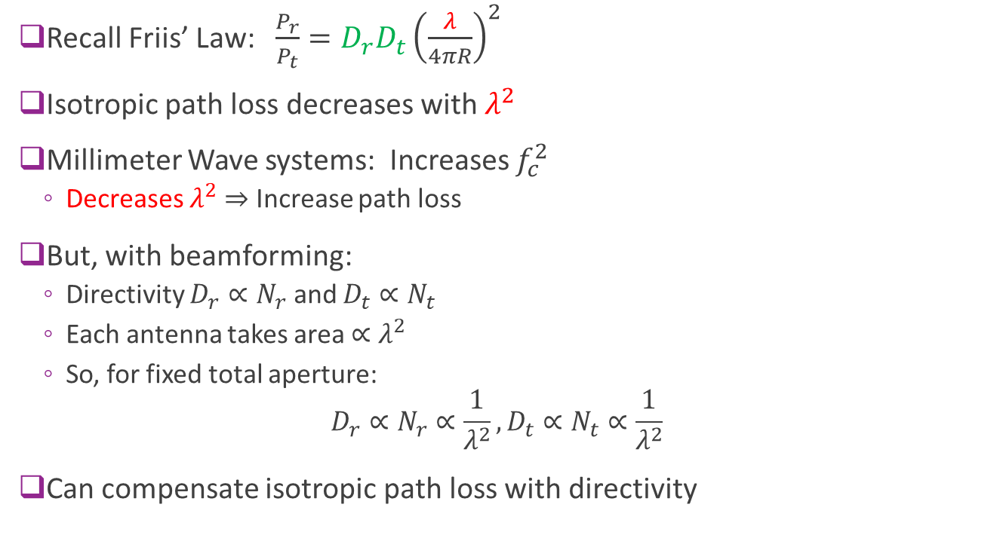 ❑Recall Friis’ Law: $\frac{P_r}{P_t} = D_r D_t \left(\frac{\lambda}{4\pi R}\right)^2$
❑Isotropic path loss decreases with $\lambda^2$
❑Millimeter Wave systems: Increases $f_c^2$
◦ Decreases $\lambda^2$ ⇒ Increase path loss
❑But, with beamforming:
◦ Directivity $D_r \propto N_r$ and $D_t \propto N_t$
◦ Each antenna takes area $\propto \lambda^2$
◦ So, for fixed total aperture:
$D_r \propto N_r \propto \frac{1}{\lambda^2}, D_t \propto N_t \propto \frac{1}{\lambda^2}$
❑Can compensate isotropic path loss with directivity